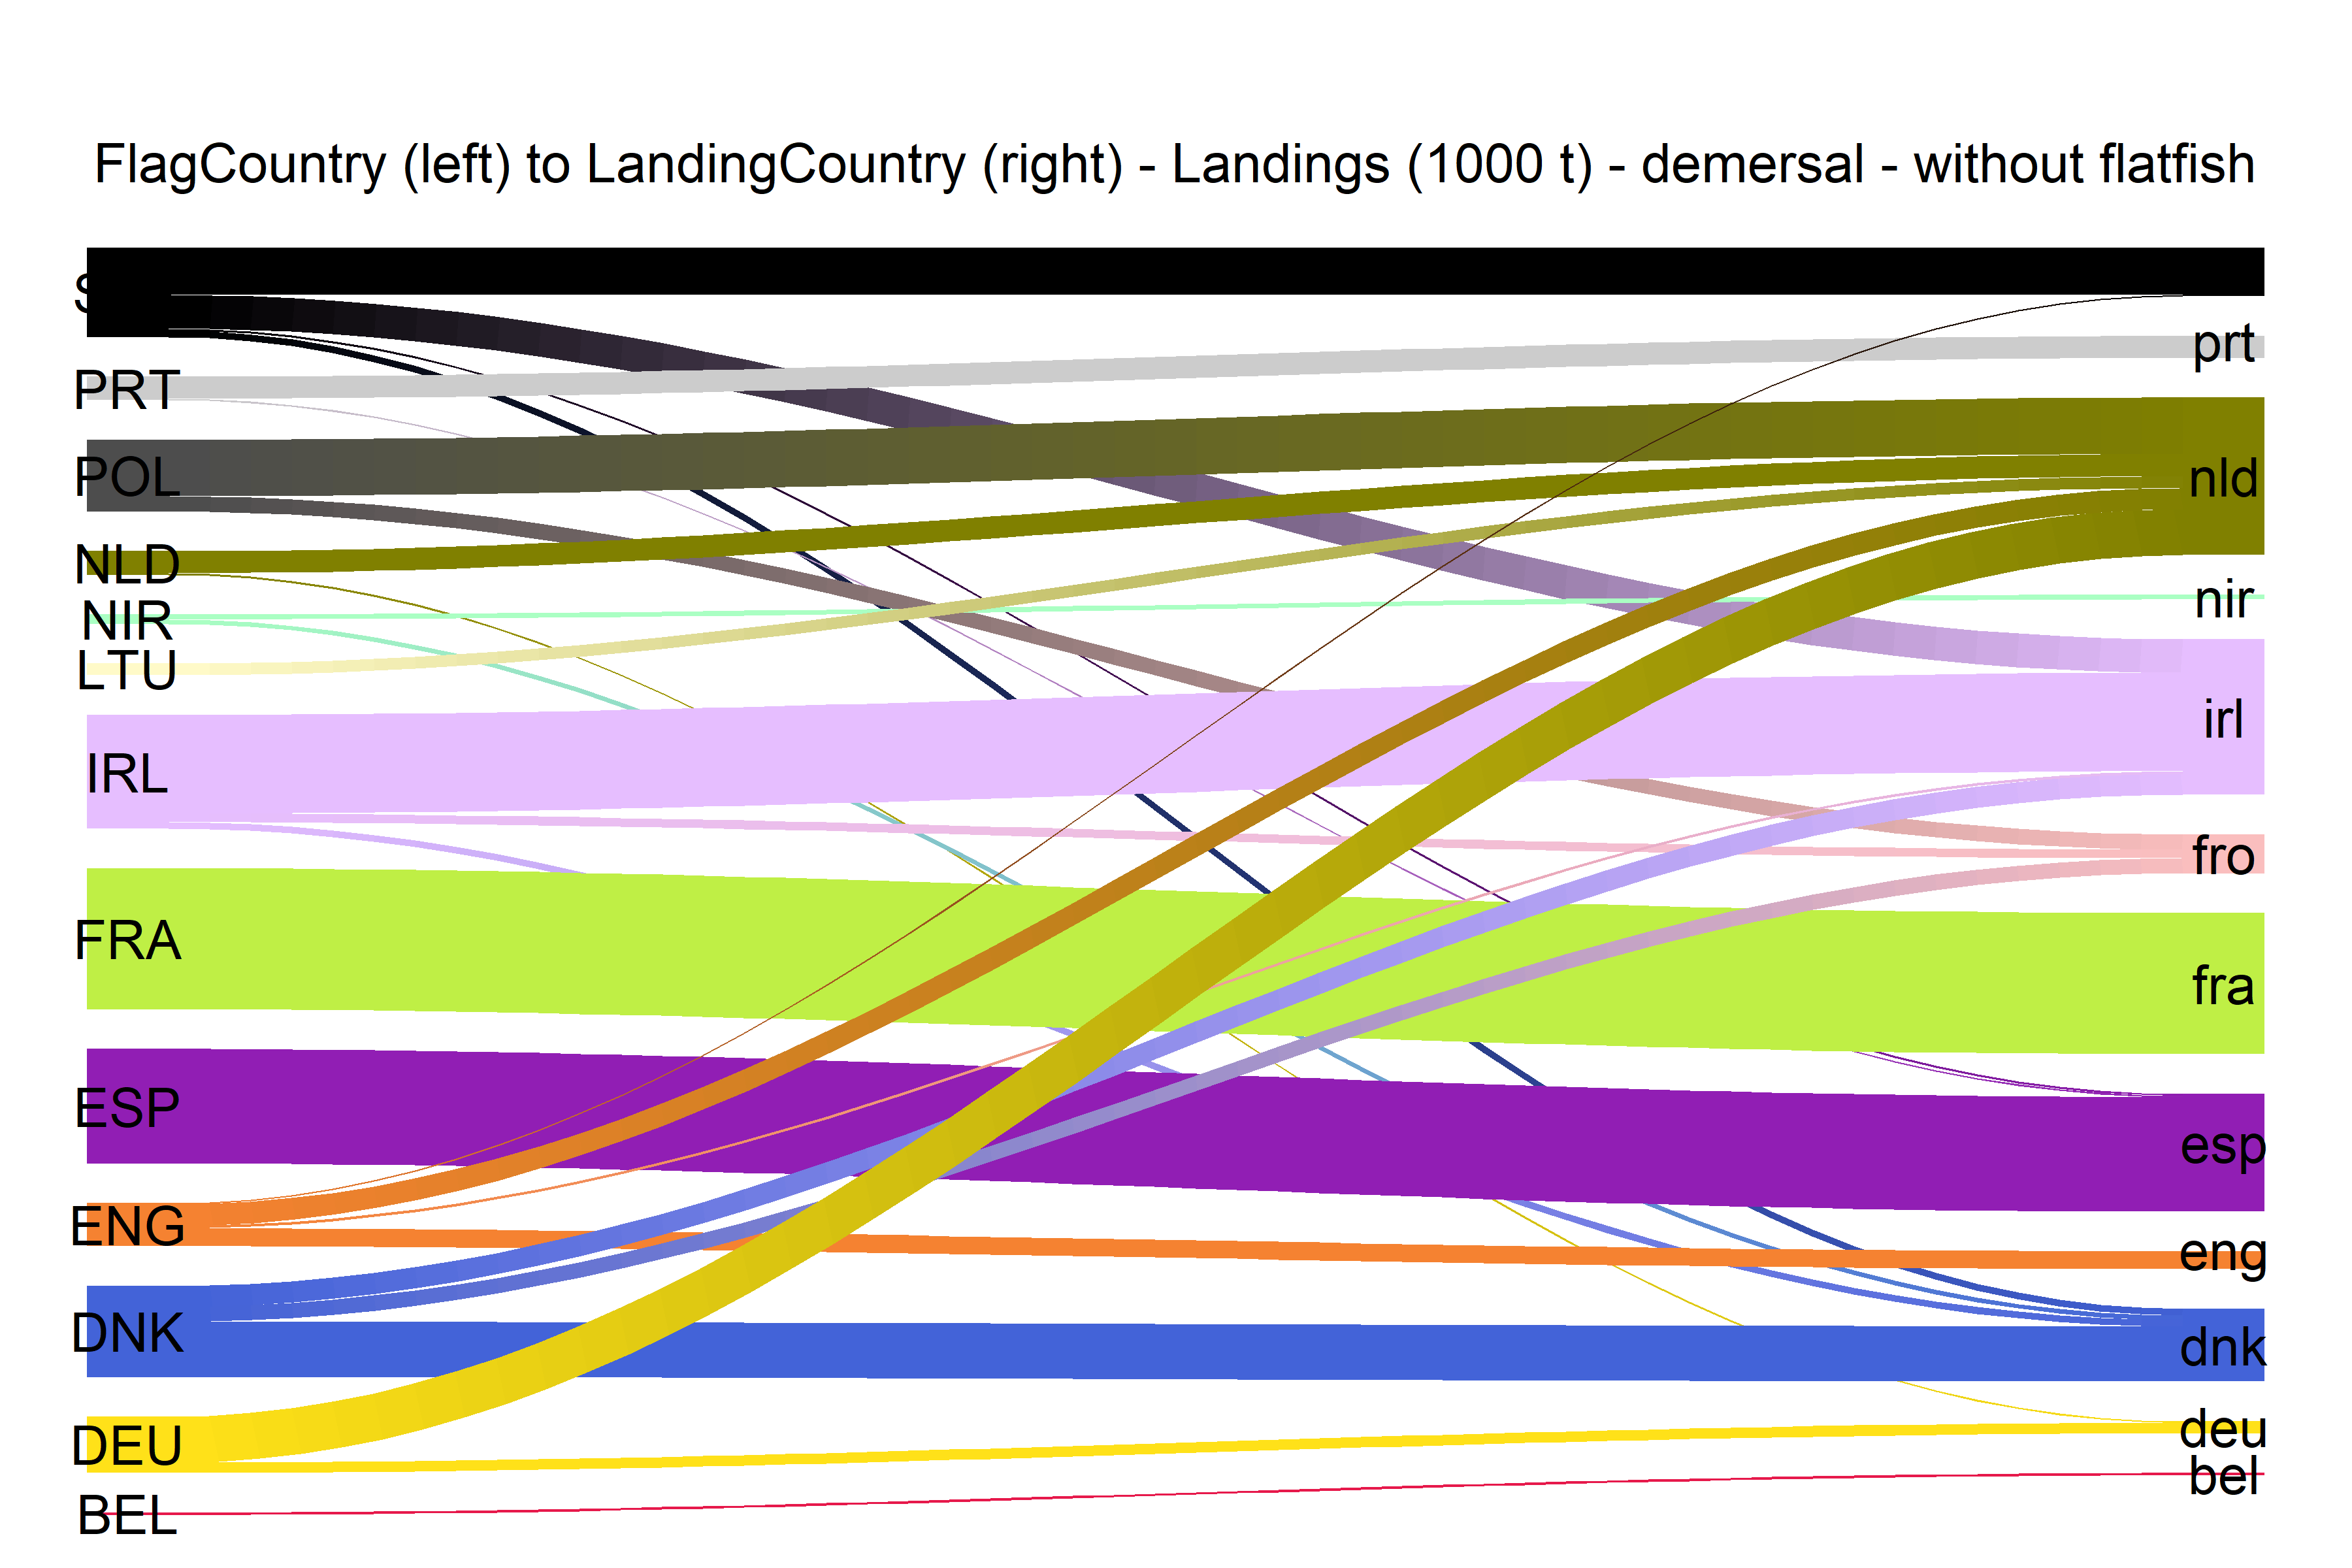 FlagCountry (left) to LandingCountry (right) - Landings (1000 t) - demersal - without flatfish
PRT
POL
NLD
NIR
LTU
IRL
FRA
ESP
ENG
DNK
DEU
BEL
prt
nld
nir
irl
fro
fra
esp
eng
dnk
deu
bel